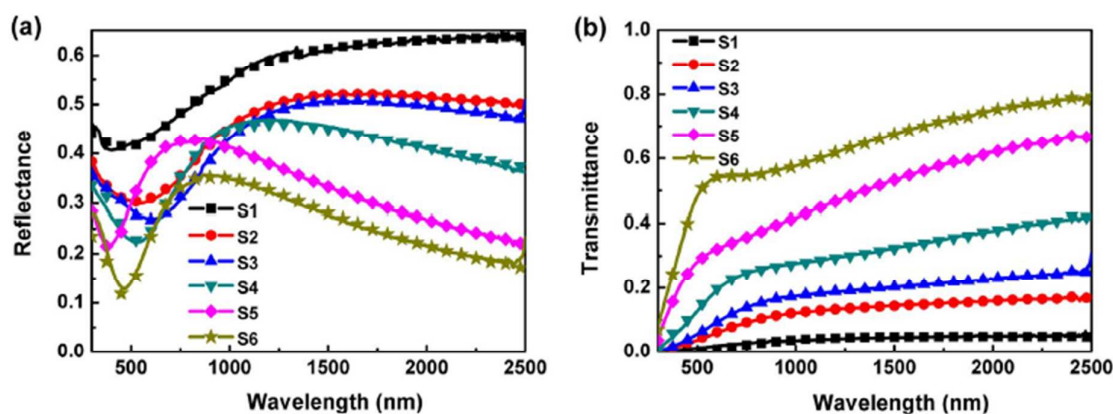 (a)
Reflectance
0.6
0.5
0.4
0.3
0.2
0.1
0.0
S1
S2
S3
S4
S5
S6
500 1000 1500 2000 2500
Wavelength (nm)
(b)
Transmittance
1.0
0.8
0.6
0.4
0.2
0.0
S1
S2
S3
S4
S5
S6
500 1000 1500 2000 2500
Wavelength (nm)